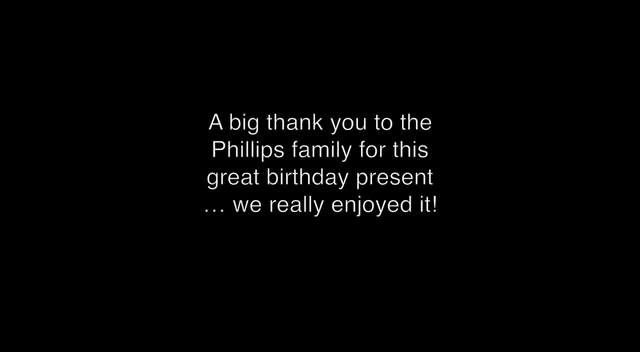 A big thank you to the
Phillips family for this
great birthday present
… we really enjoyed it!